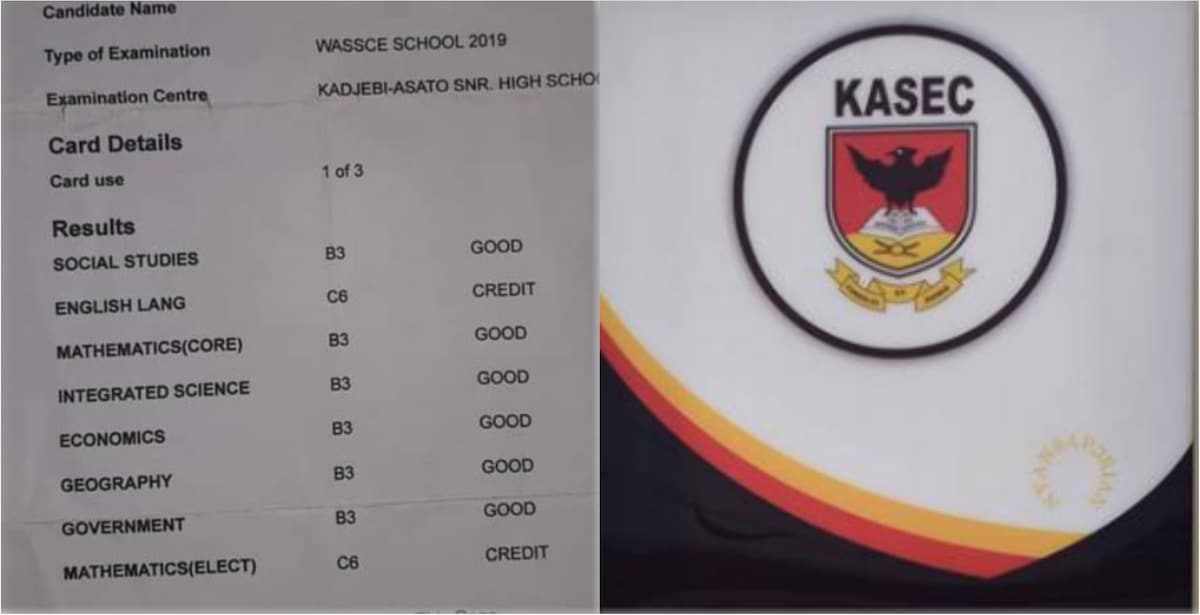 Candidate Name
Type of Examination WASSCE SCHOOL 2019
Examination Centre KADJEBI-ASATO SNR. HIGH SCHO
Card Details
Card use 1 of 3
Results
SOCIAL STUDIES B3 GOOD
ENGLISH LANG C6 CREDIT
MATHEMATICS(CORE) B3 GOOD
INTEGRATED SCIENCE B3 GOOD
ECONOMICS B3 GOOD
GEOGRAPHY B3 GOOD
GOVERNMENT B3 GOOD
MATHEMATICS(ELECT) C6 CREDIT
KASEC